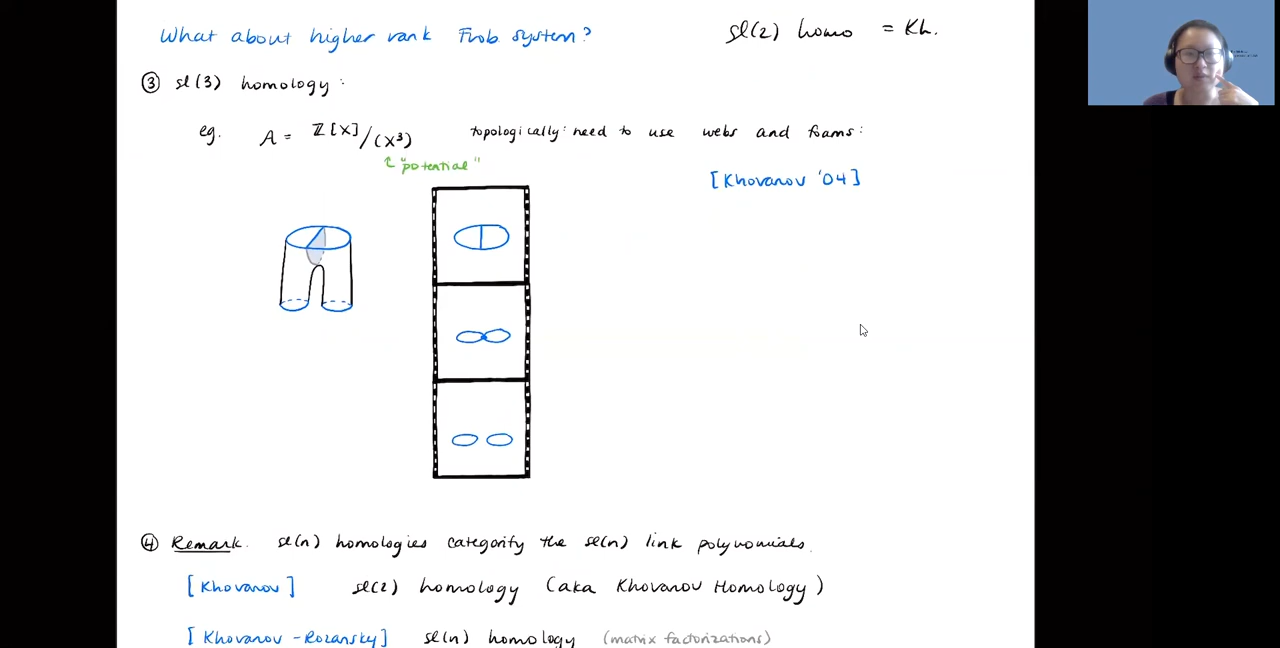 What about higher rank Frob system?
sl(2) homo = Kh.
③ sl(3) homology:
eg. A = ℤ[X]/(X³) topologically: need to use webs and foams:
↑ "potential"
[Khovanov '04]
④ Remark. sl(n) homologies categorify the sl(n) link polynomials.
[Khovanov] sl(2) homology (aka Khovanov Homology)
[Khovanov-Rozansky] sl(n) homology (matrix factorizations)